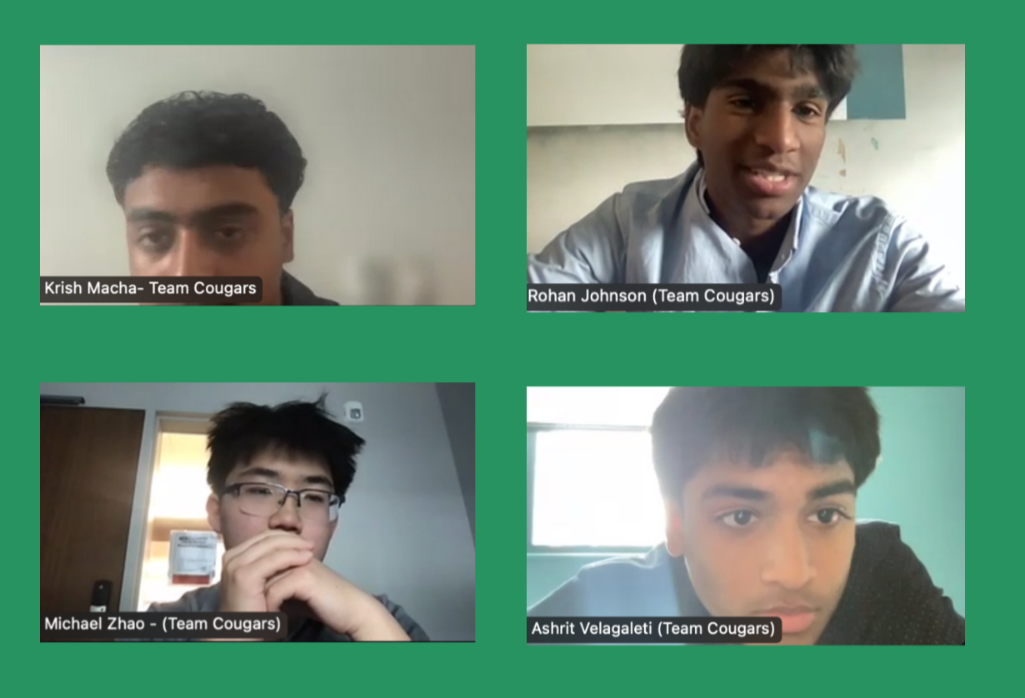 Krish Macha- Team Cougars
Rohan Johnson (Team Cougars)
Michael Zhao - (Team Cougars)
Ashrit Velagaleti (Team Cougars)